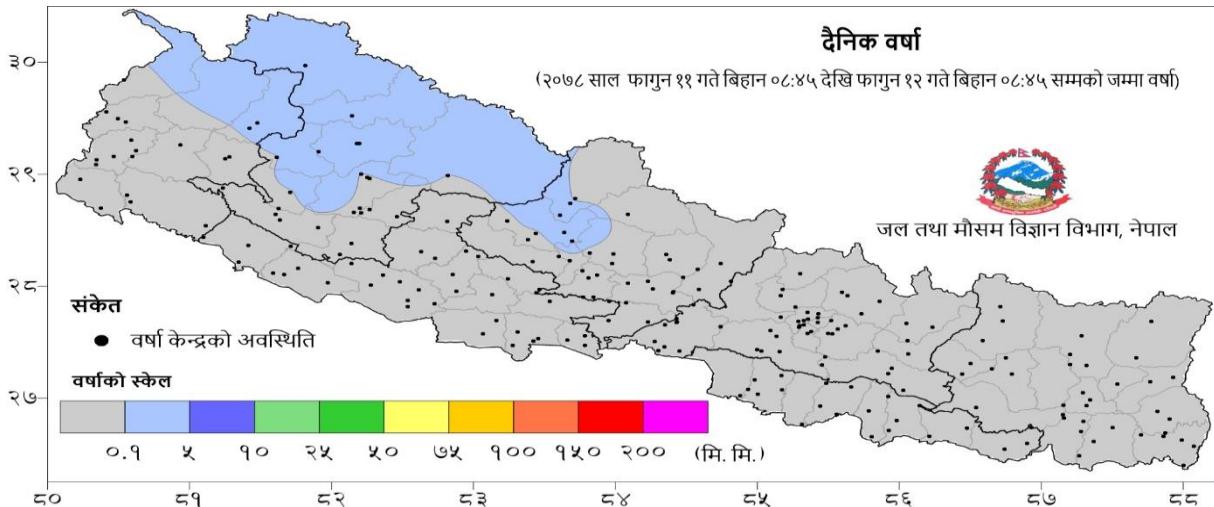 दैनिक वर्षा
(२०७८ साल फागुन ११ गते बिहान ०८:४५ देखि फागुन १२ गते बिहान ०८:४५ सम्मको जम्मा वर्षा)
जल तथा मौसम विज्ञान विभाग, नेपाल
३०
२९
२८
२७
संकेत
वर्षा केन्द्रको अवस्थिति
वर्षाको स्केल
०.१ ५ १० २५ ५० ७५ १०० १५० २०० (मि. मि.)
८० ८१ ८२ ८३ ८४ ८५ ८६ ८७ ८८